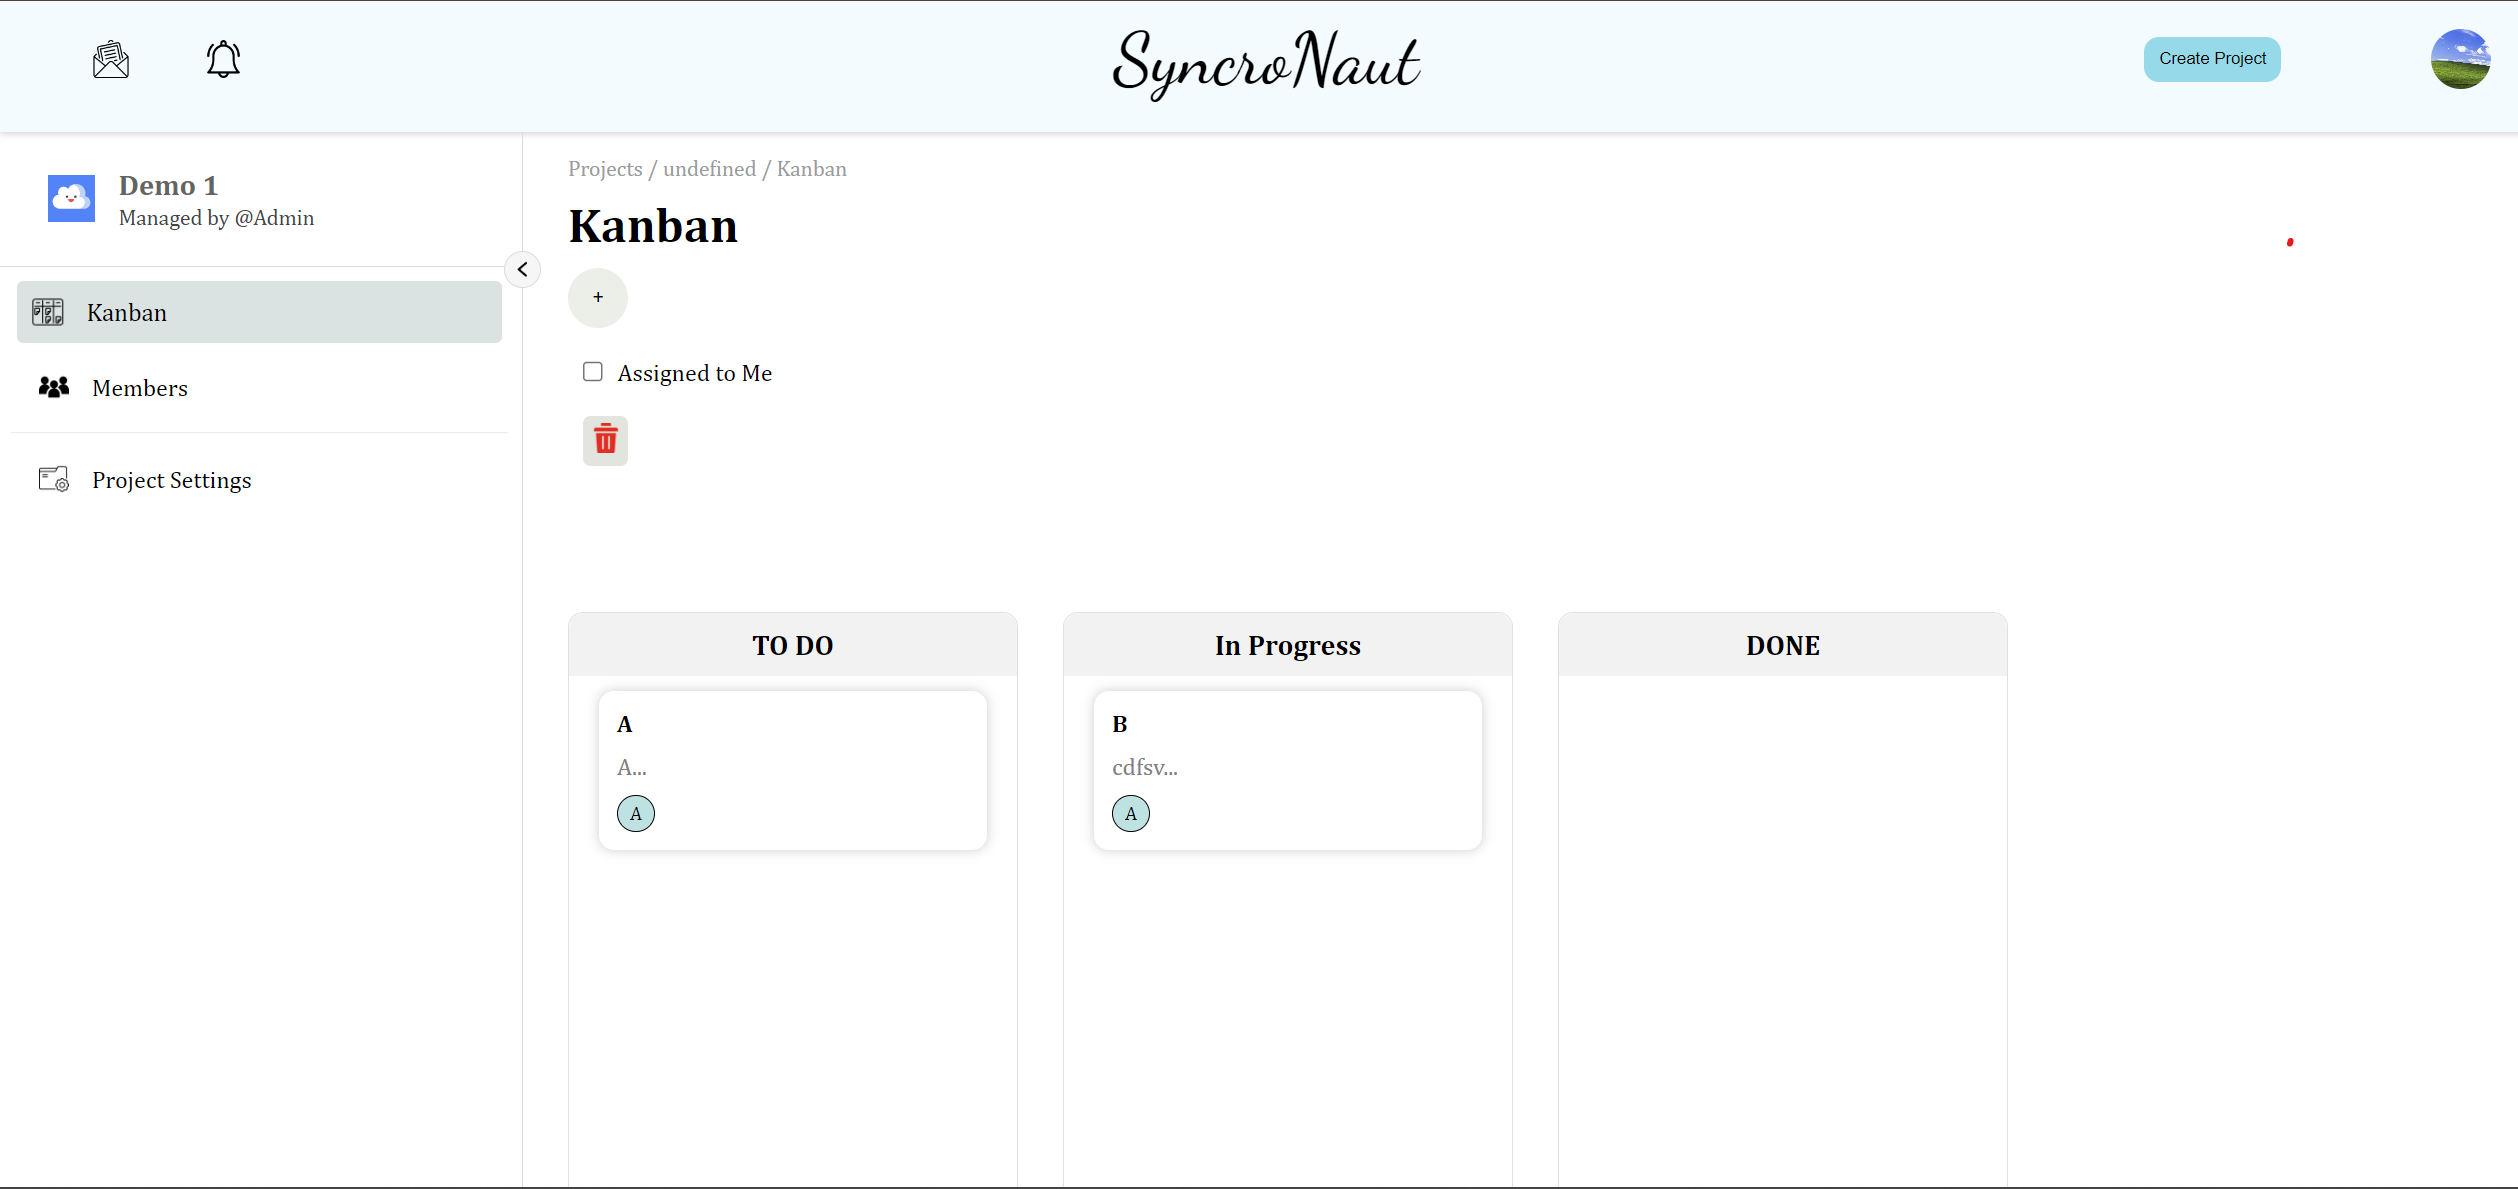 SyncroNaut
Create Project
Demo 1
Managed by @Admin
Kanban
Members
Project Settings
Projects / undefined / Kanban
Kanban
+
Assigned to Me
TO DO
A
A...
A
In Progress
B
cdfsv...
A
DONE